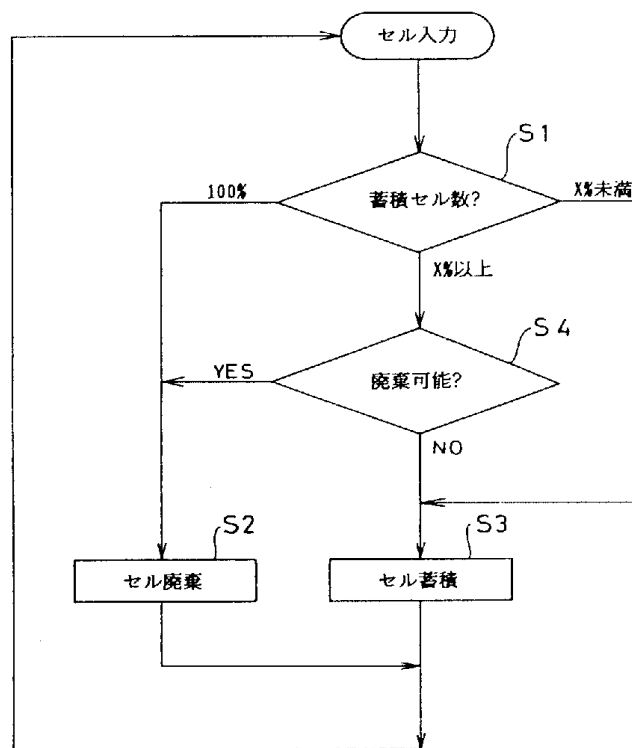 セル入力
S1
100%
蓄積セル数?
X%未満
X%以上
S4
YES
廃棄可能?
NO
S2
S3
セル廃棄
セル蓄積